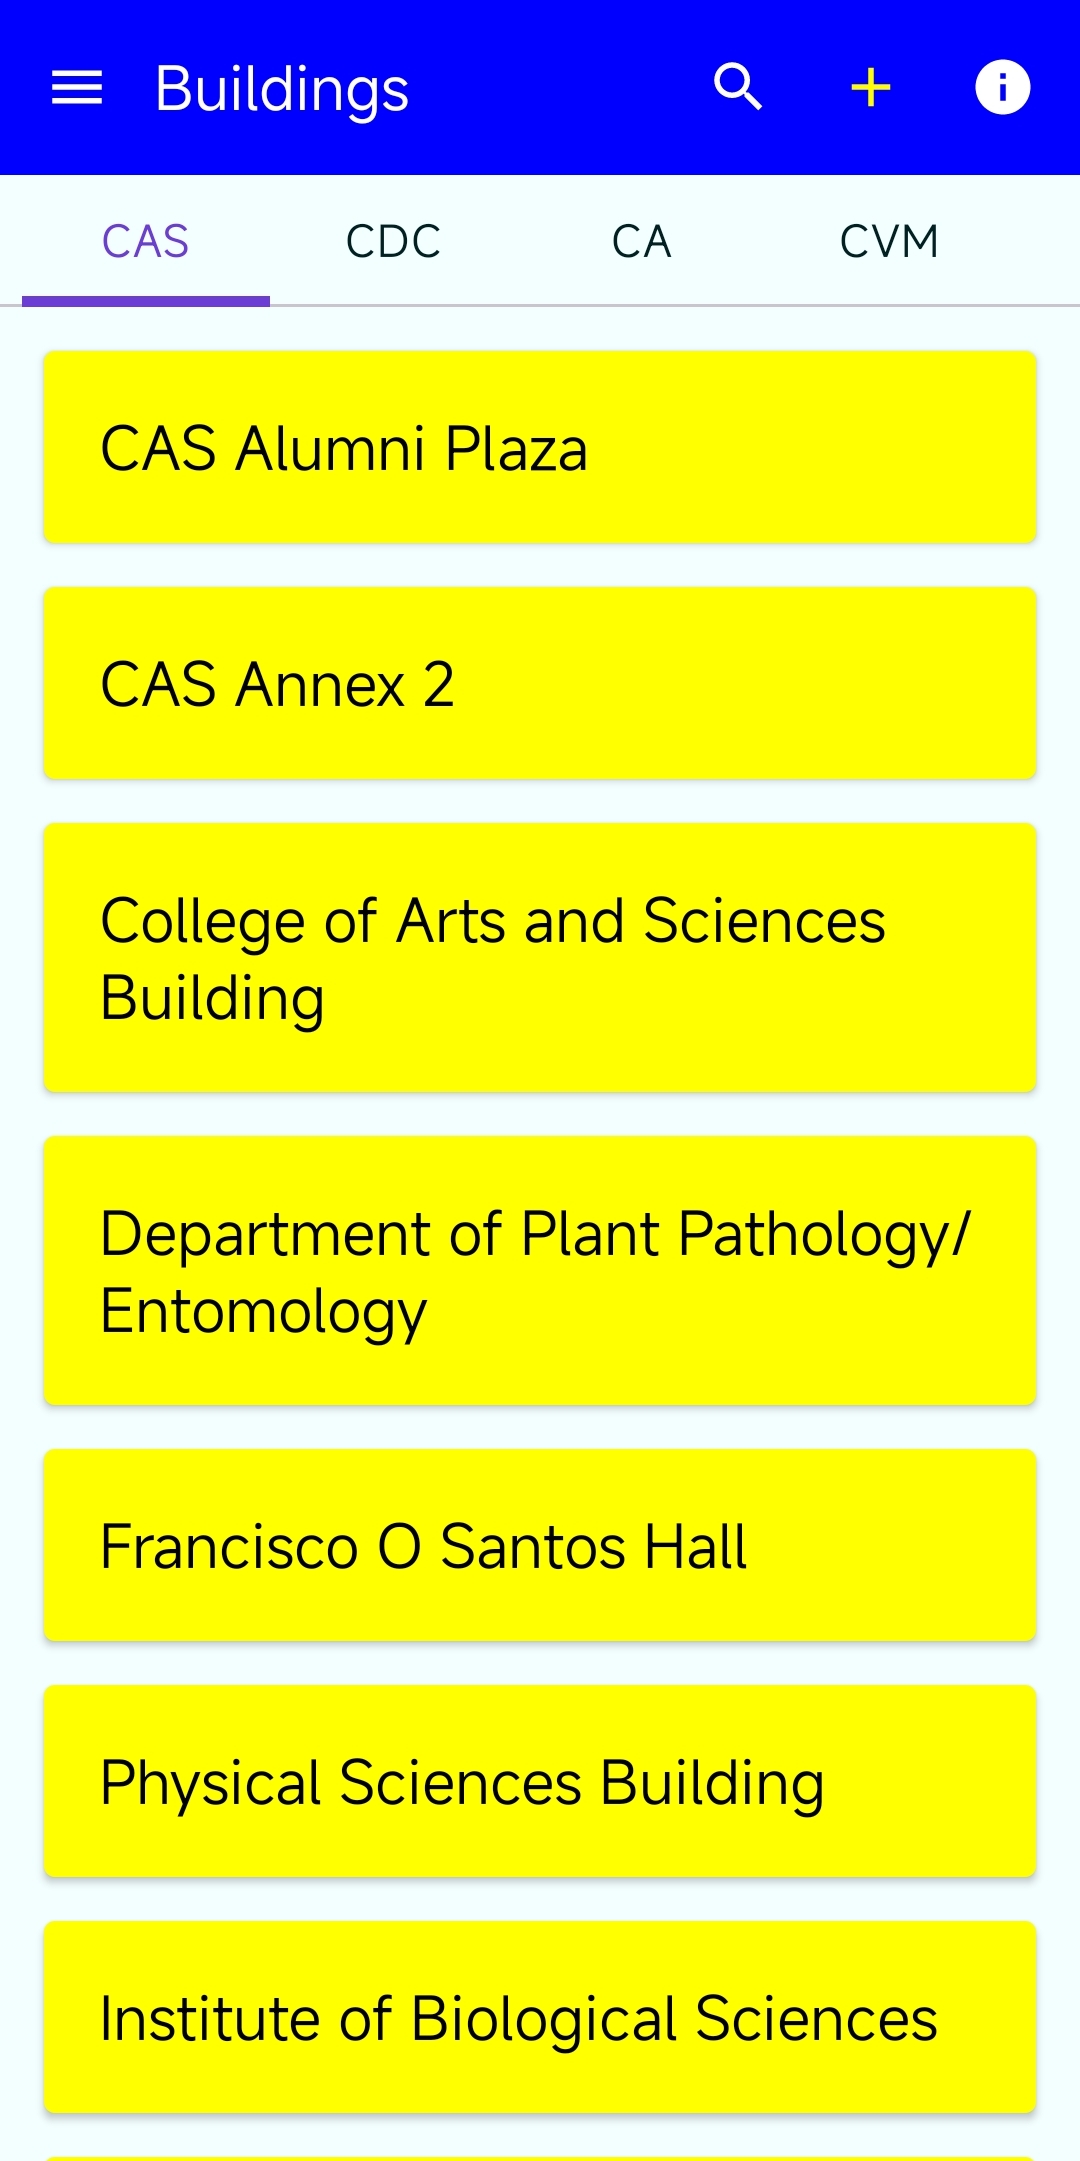 Buildings
CAS CDC CA CVM
CAS Alumni Plaza
CAS Annex 2
College of Arts and Sciences
Building
Department of Plant Pathology/
Entomology
Francisco O Santos Hall
Physical Sciences Building
Institute of Biological Sciences